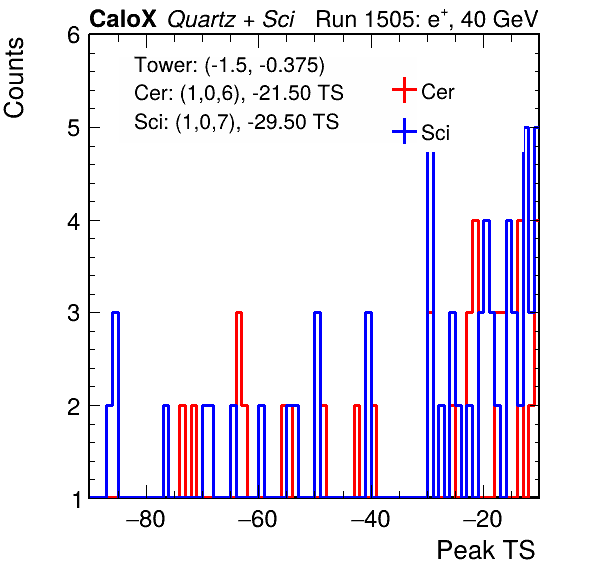 CaloX Quartz + Sci Run 1505: e⁺, 40 GeV
Counts
6
Tower: (-1.5, -0.375)
Cer: (1,0,6), -21.50 TS
Sci: (1,0,7), -29.50 TS
Cer
Sci
5
4
3
2
1
−80 −60 −40 −20
Peak TS